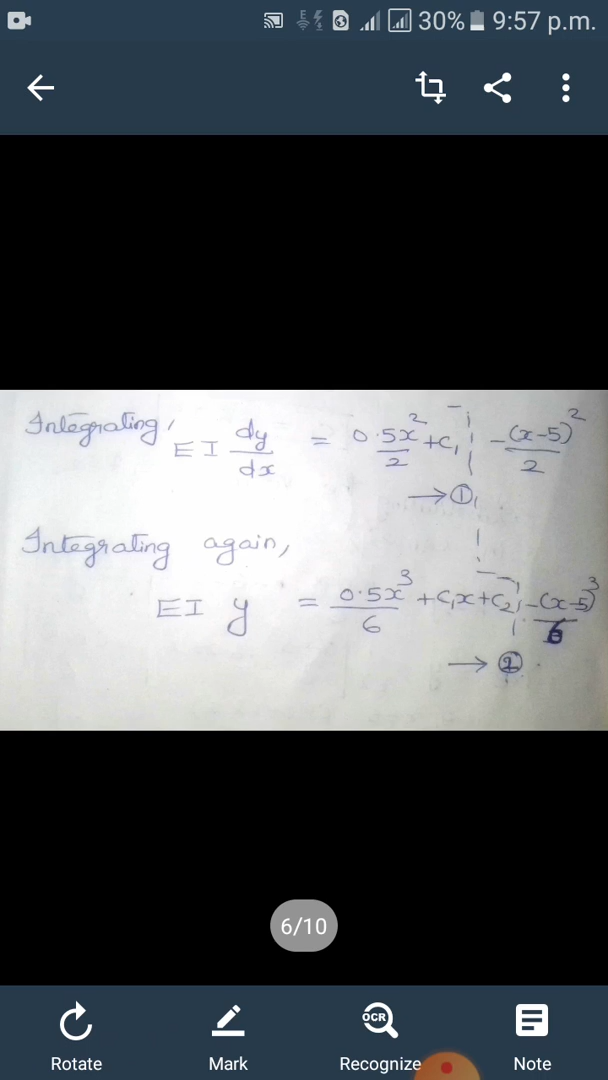 30% 9:57 p.m.
Integrating,
EI dy/dx = 0.5x²/2 + C₁ ¦ -(x-5)²/2
→ ①
Integrating again,
EI y = 0.5x³/6 + C₁x + C₂ ¦ -(x-5)³/6
→ ②
6/10
OCR
Rotate Mark Recognize Note